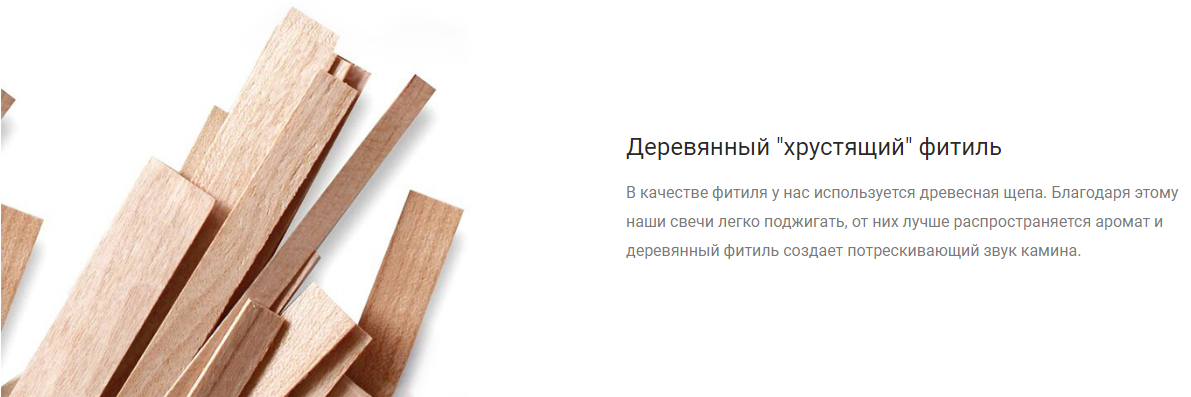 Деревянный "хрустящий" фитиль
В качестве фитиля у нас используется древесная щепа. Благодаря этому
наши свечи легко поджигать, от них лучше распространяется аромат и
деревянный фитиль создает потрескивающий звук камина.